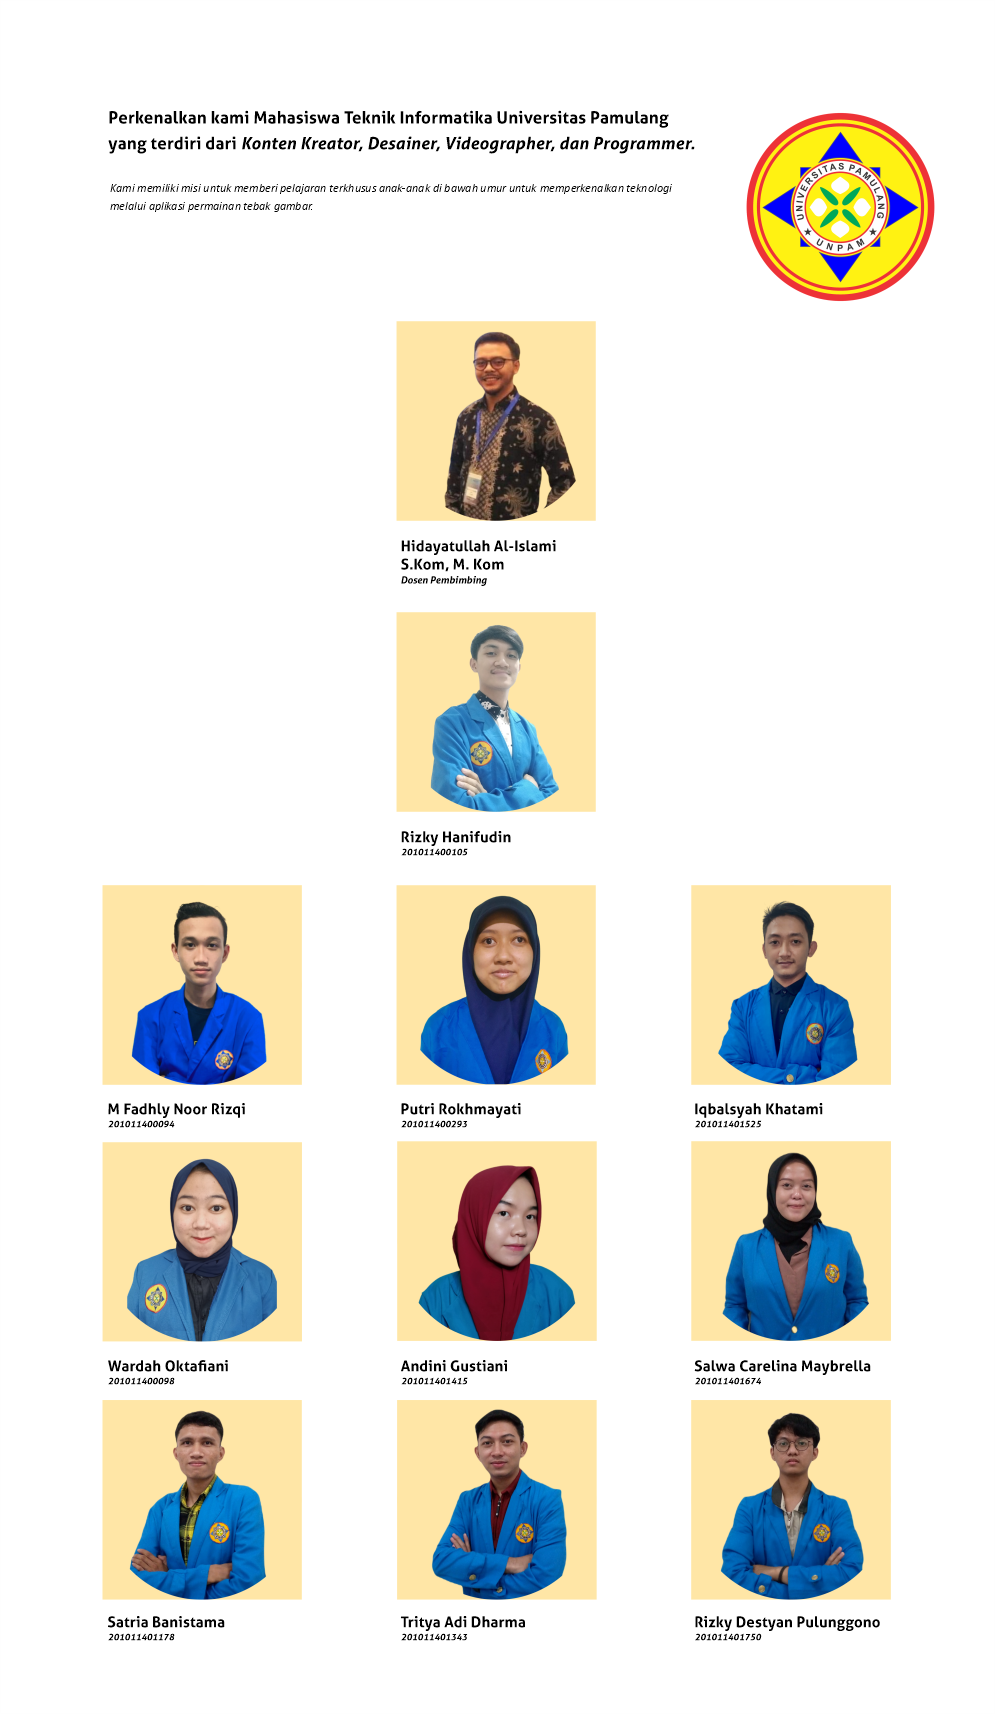 Perkenalkan kami Mahasiswa Teknik Informatika Universitas Pamulang
yang terdiri dari Konten Kreator, Desainer, Videographer, dan Programmer.
Kami memiliki misi untuk memberi pelajaran terkhusus anak-anak di bawah umur untuk memperkenalkan teknologi
melalui aplikasi permainan tebak gambar.
UNIVERSITAS PAMULANG
UNPAM
Hidayatullah Al-Islami
S.Kom, M. Kom
Dosen Pembimbing
Rizky Hanifudin
201011400105
M Fadhly Noor Rizqi
201011400094
Putri Rokhmayati
201011400293
Iqbalsyah Khatami
201011401525
Wardah Oktafiani
201011400098
Andini Gustiani
201011401415
Salwa Carelina Maybrella
201011401674
Satria Banistama
201011401178
Tritya Adi Dharma
201011401343
Rizky Destyan Pulunggono
201011401750